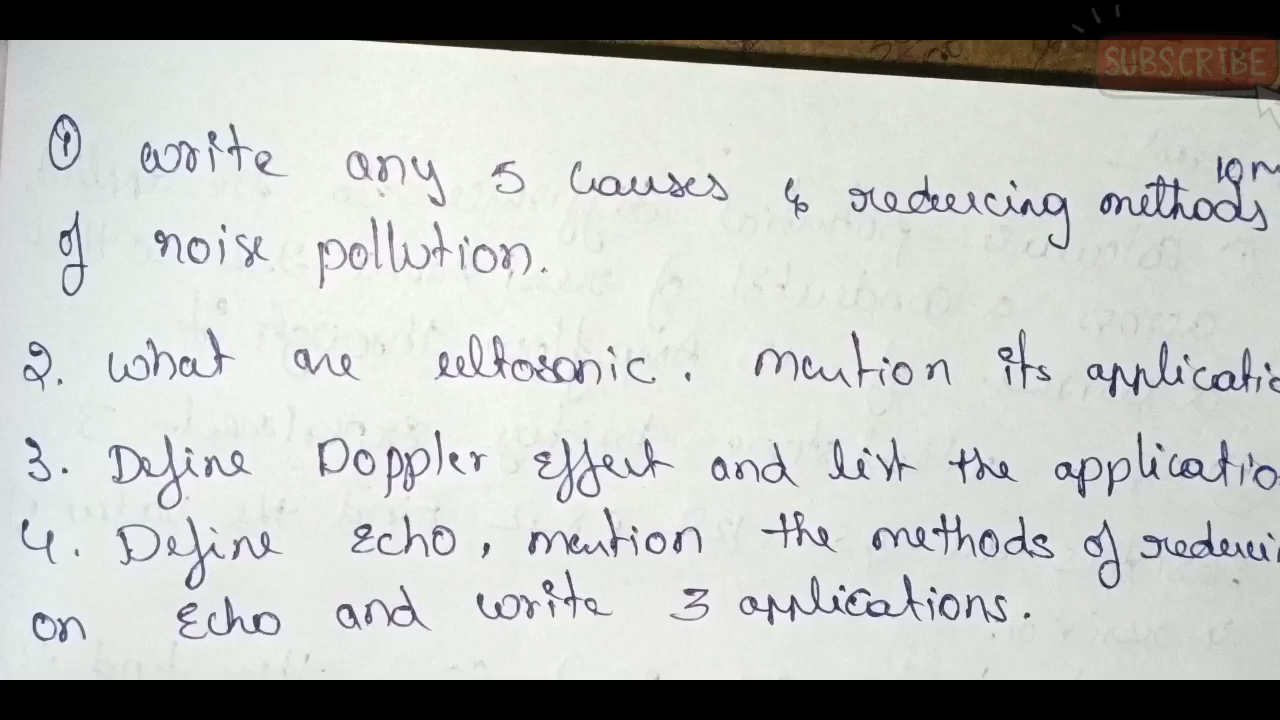 SUBSCRIBE
① write any 5 causes & reducing methods 10m
of noise pollution.
2. What are ultosonic. mention its applicatio
3. Define Doppler Effect and list the applicatio
4. Define Echo, mention the methods of reduci
on Echo and write 3 applications.